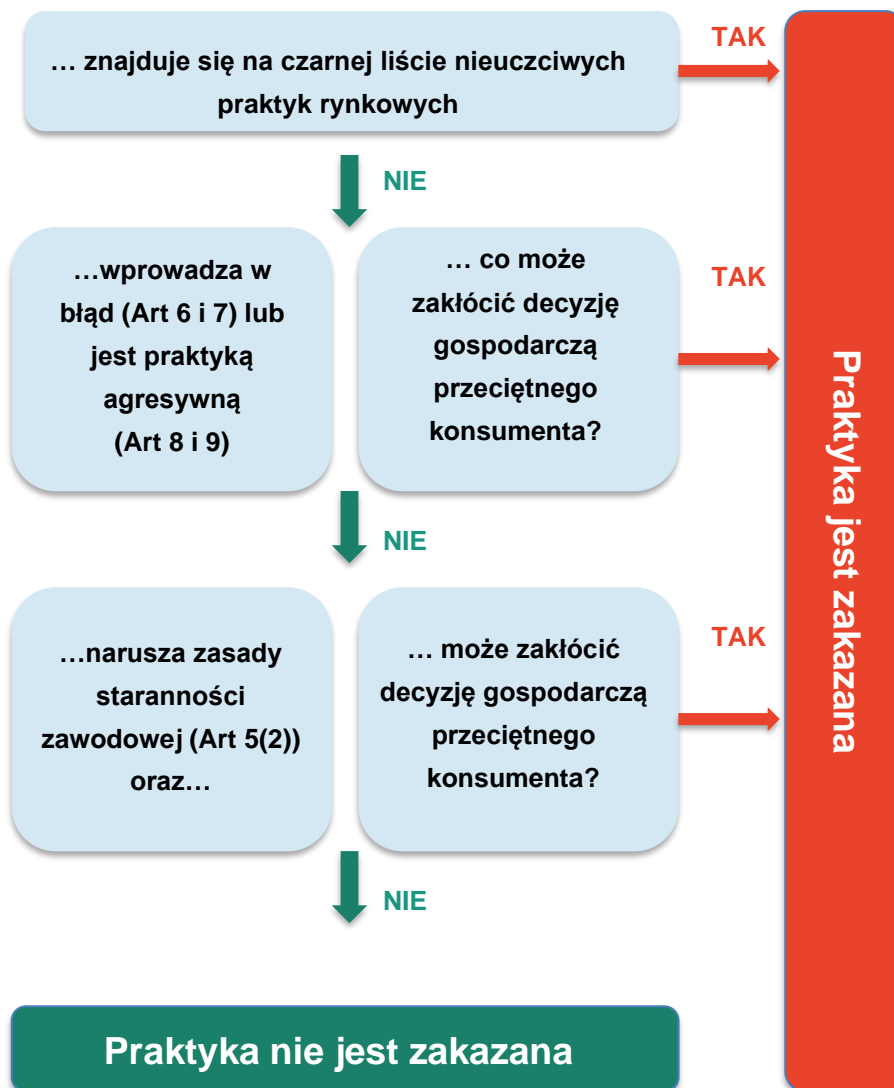 … znajduje się na czarnej liście nieuczciwych
praktyk rynkowych
TAK
NIE
…wprowadza w
błąd (Art 6 i 7) lub
jest praktyką
agresywną
(Art 8 i 9)
… co może
zakłócić decyzję
gospodarczą
przeciętnego
konsumenta?
TAK
NIE
…narusza zasady
staranności
zawodowej (Art 5(2))
oraz…
… może zakłócić
decyzję gospodarczą
przeciętnego
konsumenta?
TAK
NIE
Praktyka nie jest zakazana
Praktyka jest zakazana